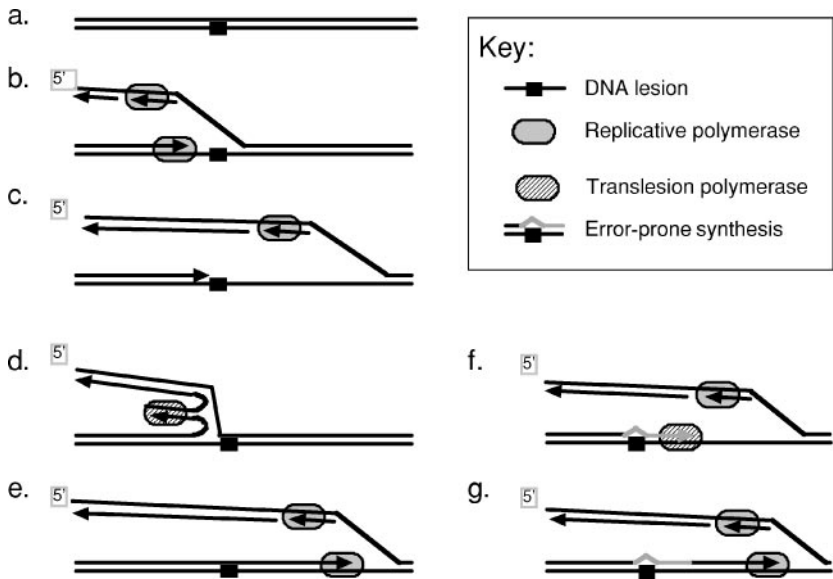 a.
b.
5'
c.
5'
d.
5'
e.
5'
Key:
DNA lesion
Replicative polymerase
Translesion polymerase
Error-prone synthesis
f.
5'
g.
5'